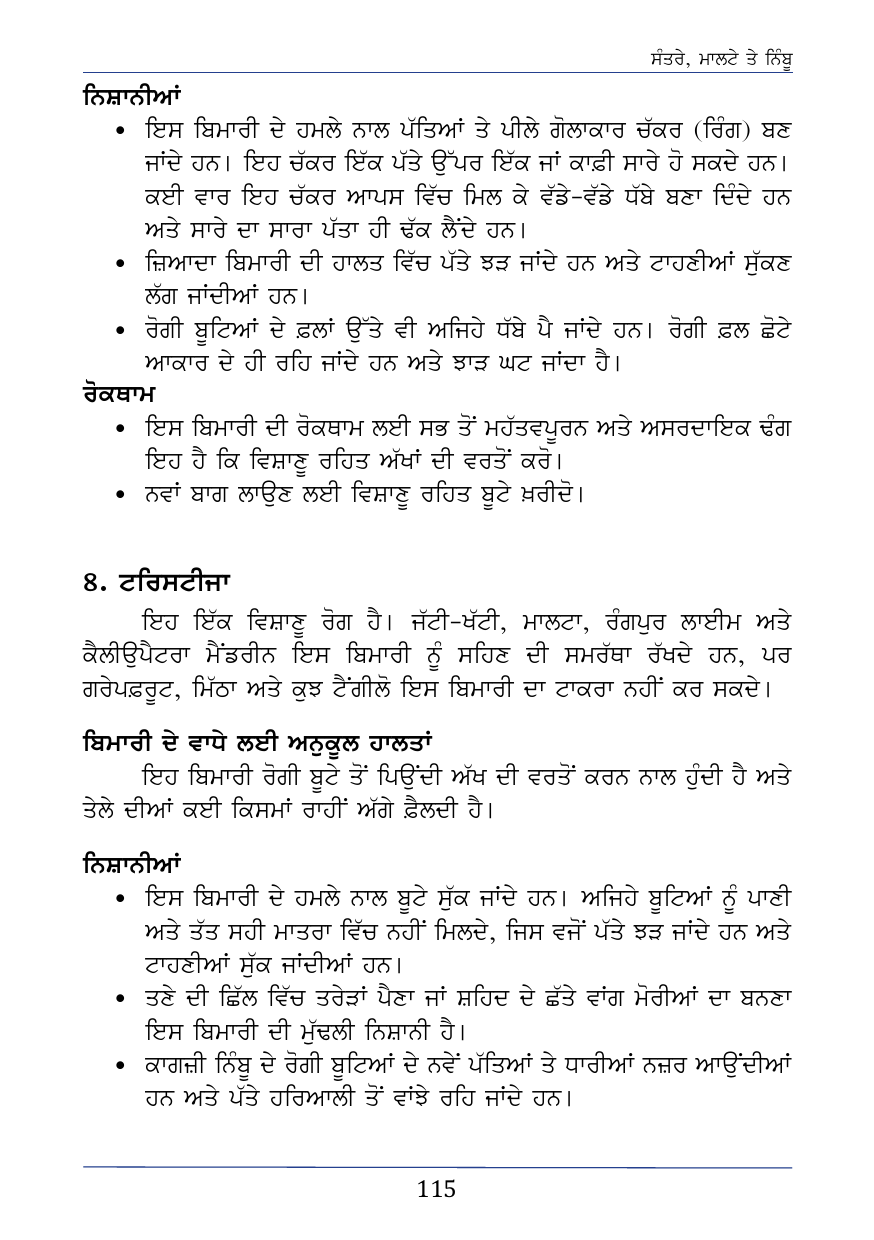 ਸੰਤਰੇ, ਮਾਲਟੇ ਤੇ ਨਿੰਬੂ
ਨਿਸ਼ਾਨੀਆਂ
• ਇਸ ਬਿਮਾਰੀ ਦੇ ਹਮਲੇ ਨਾਲ ਪੱਤਿਆਂ ਤੇ ਪੀਲੇ ਗੋਲਾਕਾਰ ਚੱਕਰ (ਰਿੰਗ) ਬਣ
ਜਾਂਦੇ ਹਨ। ਇਹ ਚੱਕਰ ਇੱਕ ਪੱਤੇ ਉੱਪਰ ਇੱਕ ਜਾਂ ਕਾਫ਼ੀ ਸਾਰੇ ਹੋ ਸਕਦੇ ਹਨ।
ਕਈ ਵਾਰ ਇਹ ਚੱਕਰ ਆਪਸ ਵਿੱਚ ਮਿਲ ਕੇ ਵੱਡੇ-ਵੱਡੇ ਧੱਬੇ ਬਣਾ ਦਿੰਦੇ ਹਨ
ਅਤੇ ਸਾਰੇ ਦਾ ਸਾਰਾ ਪੱਤਾ ਹੀ ਢੱਕ ਲੈਂਦੇ ਹਨ।
• ਜ਼ਿਆਦਾ ਬਿਮਾਰੀ ਦੀ ਹਾਲਤ ਵਿੱਚ ਪੱਤੇ ਝੜ ਜਾਂਦੇ ਹਨ ਅਤੇ ਟਾਹਣੀਆਂ ਸੁੱਕਣ
ਲੱਗ ਜਾਂਦੀਆਂ ਹਨ।
• ਰੋਗੀ ਬੂਟਿਆਂ ਦੇ ਫ਼ਲਾਂ ਉੱਤੇ ਵੀ ਅਜਿਹੇ ਧੱਬੇ ਪੈ ਜਾਂਦੇ ਹਨ। ਰੋਗੀ ਫ਼ਲ ਛੋਟੇ
ਆਕਾਰ ਦੇ ਹੀ ਰਹਿ ਜਾਂਦੇ ਹਨ ਅਤੇ ਝਾੜ ਘਟ ਜਾਂਦਾ ਹੈ।
ਰੋਕਥਾਮ
• ਇਸ ਬਿਮਾਰੀ ਦੀ ਰੋਕਥਾਮ ਲਈ ਸਭ ਤੋਂ ਮਹੱਤਵਪੂਰਨ ਅਤੇ ਅਸਰਦਾਇਕ ਢੰਗ
ਇਹ ਹੈ ਕਿ ਵਿਸ਼ਾਣੂ ਰਹਿਤ ਅੱਖਾਂ ਦੀ ਵਰਤੋਂ ਕਰੋ।
• ਨਵਾਂ ਬਾਗ ਲਾਉਣ ਲਈ ਵਿਸ਼ਾਣੂ ਰਹਿਤ ਬੂਟੇ ਖ਼ਰੀਦੋ।
8. ਟਰਿਸਟੀਜਾ
ਇਹ ਇੱਕ ਵਿਸ਼ਾਣੂ ਰੋਗ ਹੈ। ਜੱਟੀ-ਖੱਟੀ, ਮਾਲਟਾ, ਰੰਗਪੁਰ ਲਾਈਮ ਅਤੇ
ਕੈਲੀਉਪੈਟਰਾ ਮੈਂਡਰੀਨ ਇਸ ਬਿਮਾਰੀ ਨੂੰ ਸਹਿਣ ਦੀ ਸਮਰੱਥਾ ਰੱਖਦੇ ਹਨ, ਪਰ
ਗਰੇਪਫ਼ਰੂਟ, ਮਿੱਠਾ ਅਤੇ ਕੁਝ ਟੈਂਗੀਲੋ ਇਸ ਬਿਮਾਰੀ ਦਾ ਟਾਕਰਾ ਨਹੀਂ ਕਰ ਸਕਦੇ।
ਬਿਮਾਰੀ ਦੇ ਵਾਧੇ ਲਈ ਅਨੁਕੂਲ ਹਾਲਤਾਂ
ਇਹ ਬਿਮਾਰੀ ਰੋਗੀ ਬੂਟੇ ਤੋਂ ਪਿਉਂਦੀ ਅੱਖ ਦੀ ਵਰਤੋਂ ਕਰਨ ਨਾਲ ਹੁੰਦੀ ਹੈ ਅਤੇ
ਤੇਲੇ ਦੀਆਂ ਕਈ ਕਿਸਮਾਂ ਰਾਹੀਂ ਅੱਗੇ ਫ਼ੈਲਦੀ ਹੈ।
ਨਿਸ਼ਾਨੀਆਂ
• ਇਸ ਬਿਮਾਰੀ ਦੇ ਹਮਲੇ ਨਾਲ ਬੂਟੇ ਸੁੱਕ ਜਾਂਦੇ ਹਨ। ਅਜਿਹੇ ਬੂਟਿਆਂ ਨੂੰ ਪਾਣੀ
ਅਤੇ ਤੱਤ ਸਹੀ ਮਾਤਰਾ ਵਿੱਚ ਨਹੀਂ ਮਿਲਦੇ, ਜਿਸ ਵਜੋਂ ਪੱਤੇ ਝੜ ਜਾਂਦੇ ਹਨ ਅਤੇ
ਟਾਹਣੀਆਂ ਸੁੱਕ ਜਾਂਦੀਆਂ ਹਨ।
• ਤਣੇ ਦੀ ਛਿੱਲ ਵਿੱਚ ਤਰੇੜਾਂ ਪੈਣਾ ਜਾਂ ਸ਼ਹਿਦ ਦੇ ਛੱਤੇ ਵਾਂਗ ਮੋਰੀਆਂ ਦਾ ਬਨਣਾ
ਇਸ ਬਿਮਾਰੀ ਦੀ ਮੁੱਢਲੀ ਨਿਸ਼ਾਨੀ ਹੈ।
• ਕਾਗਜ਼ੀ ਨਿੰਬੂ ਦੇ ਰੋਗੀ ਬੂਟਿਆਂ ਦੇ ਨਵੇਂ ਪੱਤਿਆਂ ਤੇ ਧਾਰੀਆਂ ਨਜ਼ਰ ਆਉਂਦੀਆਂ
ਹਨ ਅਤੇ ਪੱਤੇ ਹਰਿਆਲੀ ਤੋਂ ਵਾਂਝੇ ਰਹਿ ਜਾਂਦੇ ਹਨ।
115